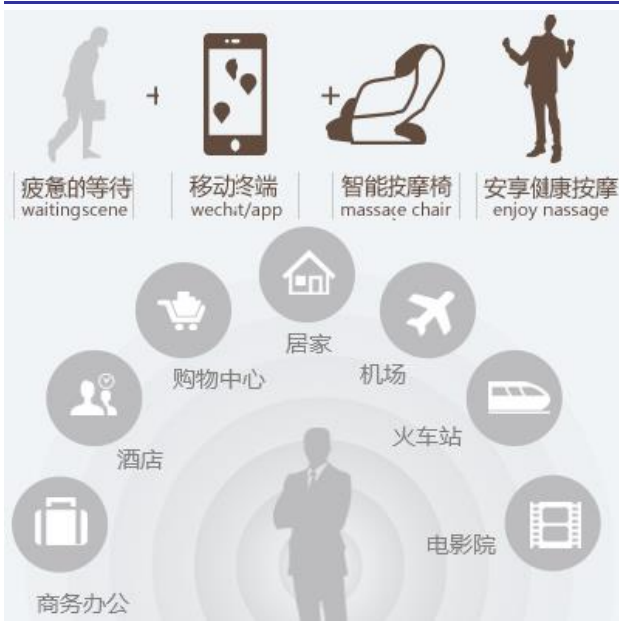 疲惫的等待
waitingscene
+
移动终端
wechat/app
+
智能按摩椅
massage chair
安享健康按摩
enjoy nassage
居家
购物中心
机场
酒店
火车站
商务办公
电影院